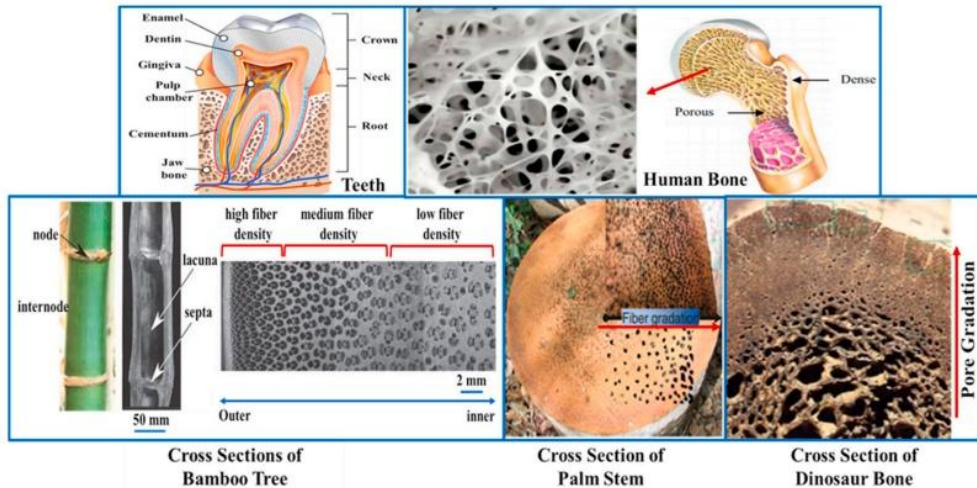 Enamel
Dentin
Gingiva
Pulp
chamber
Cementum
Jaw
bone
Crown
Neck
Root
Teeth
Dense
Porous
Human Bone
node
internode
lacuna
septa
50 mm
high fiber
density
medium fiber
density
low fiber
density
2 mm
Outer
inner
Fiber gradation
Pore Gradation
Cross Sections of
Bamboo Tree
Cross Section of
Palm Stem
Cross Section of
Dinosaur Bone